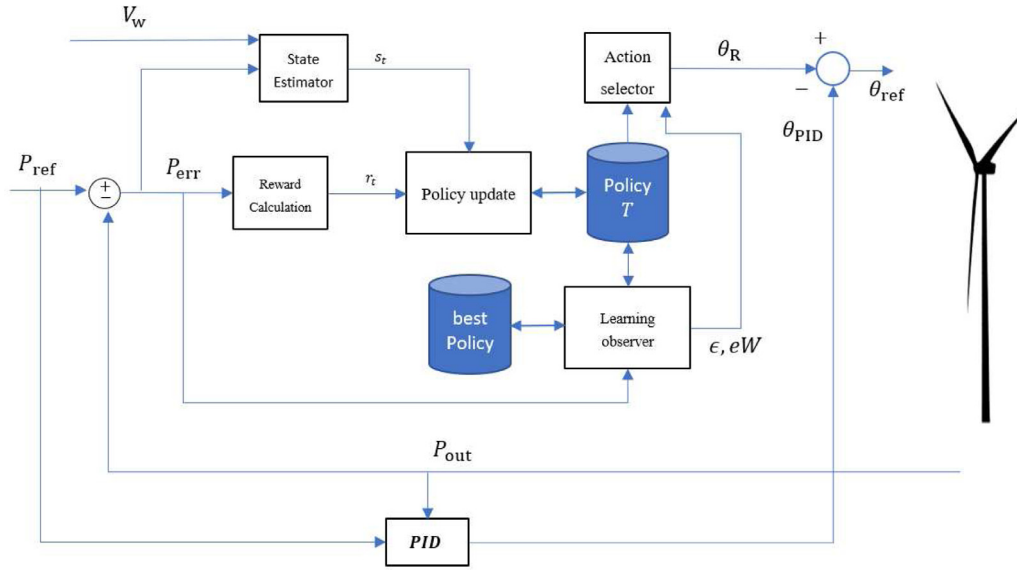 V_w
State
Estimator
s_t
Action
selector
θ_R
+
−
θ_ref
θ_PID
P_ref
+
−
P_err
Reward
Calculation
r_t
Policy update
Policy
T
best
Policy
Learning
observer
ϵ, eW
P_out
PID